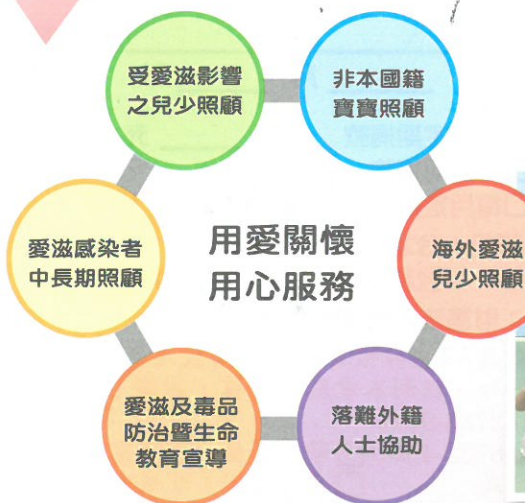 受愛滋影響
之兒少照顧
非本國籍
寶寶照顧
愛滋感染者
中長期照顧
用愛關懷
用心服務
海外愛滋
兒少照顧
愛滋及毒品
防治暨生命
教育宣導
落難外籍
人士協助